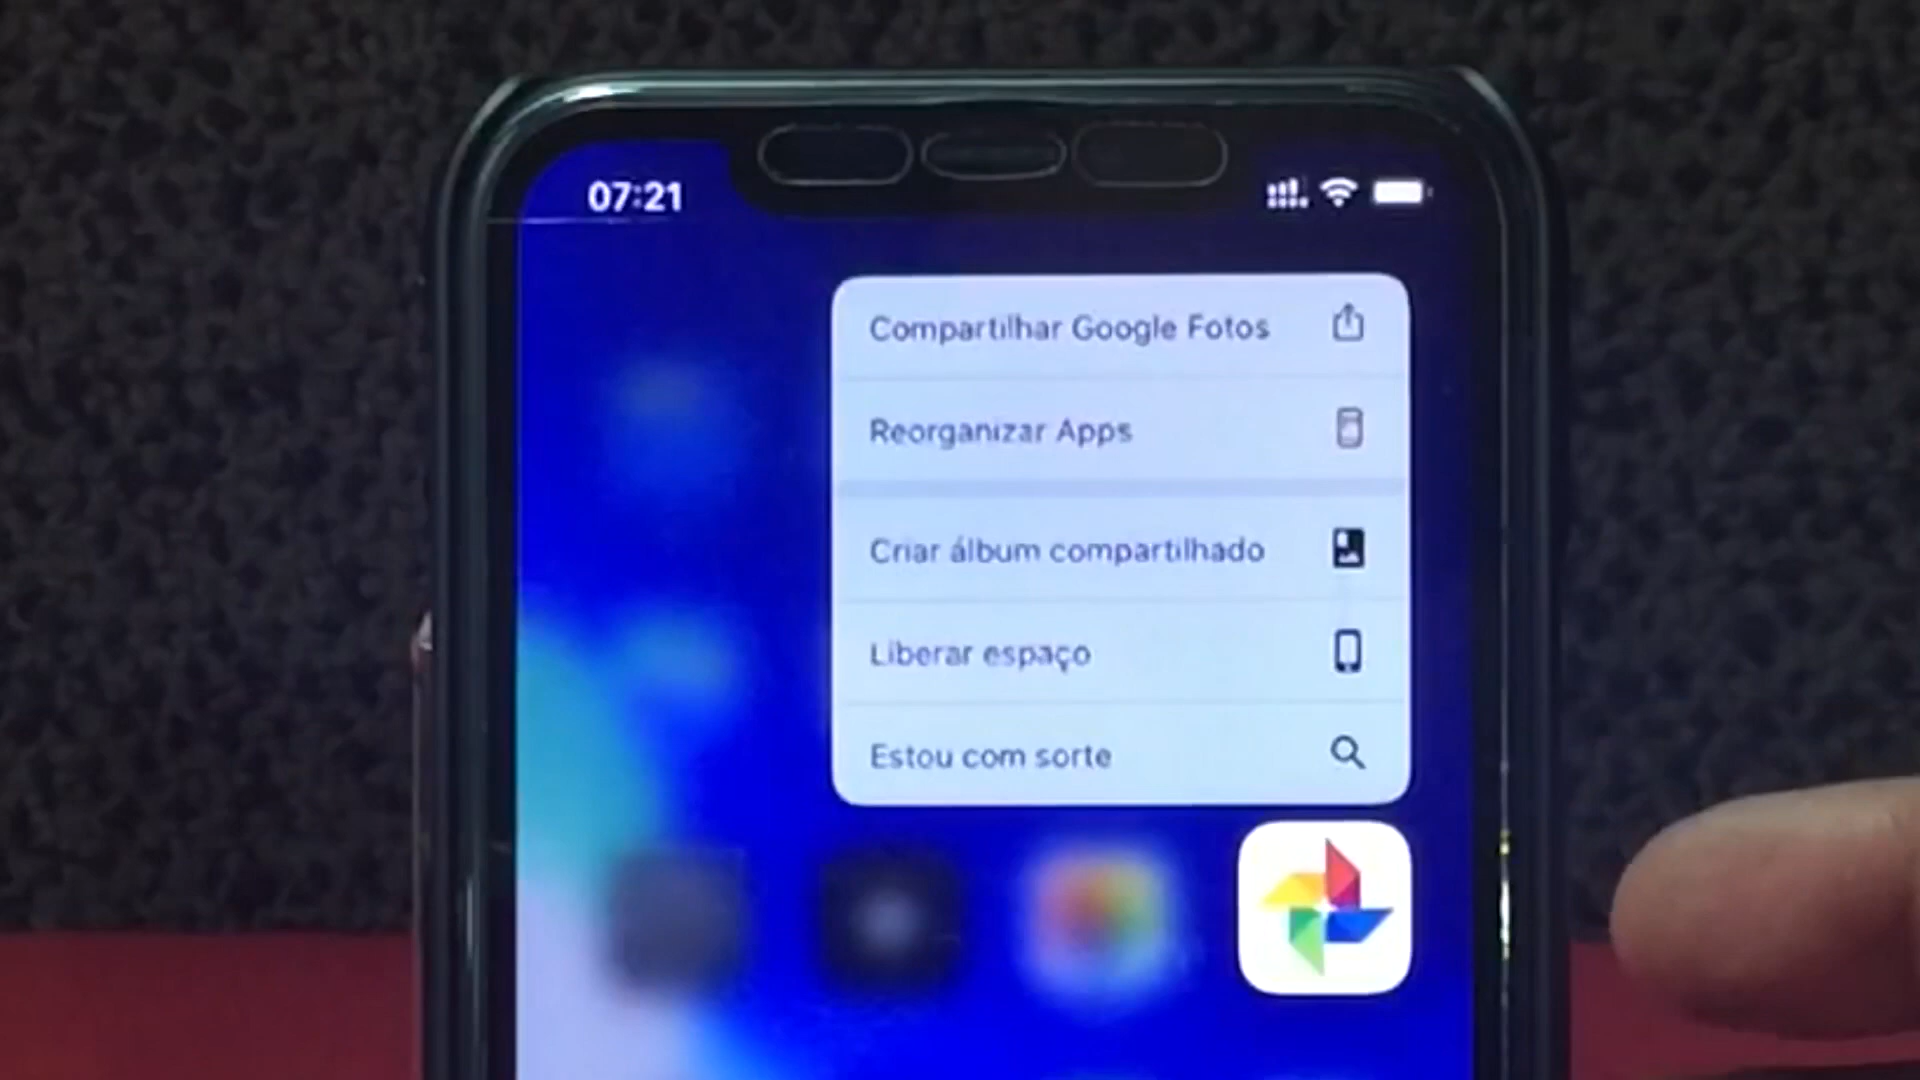 07:21
Compartilhar Google Fotos
Reorganizar Apps
Criar álbum compartilhado
Liberar espaço
Estou com sorte